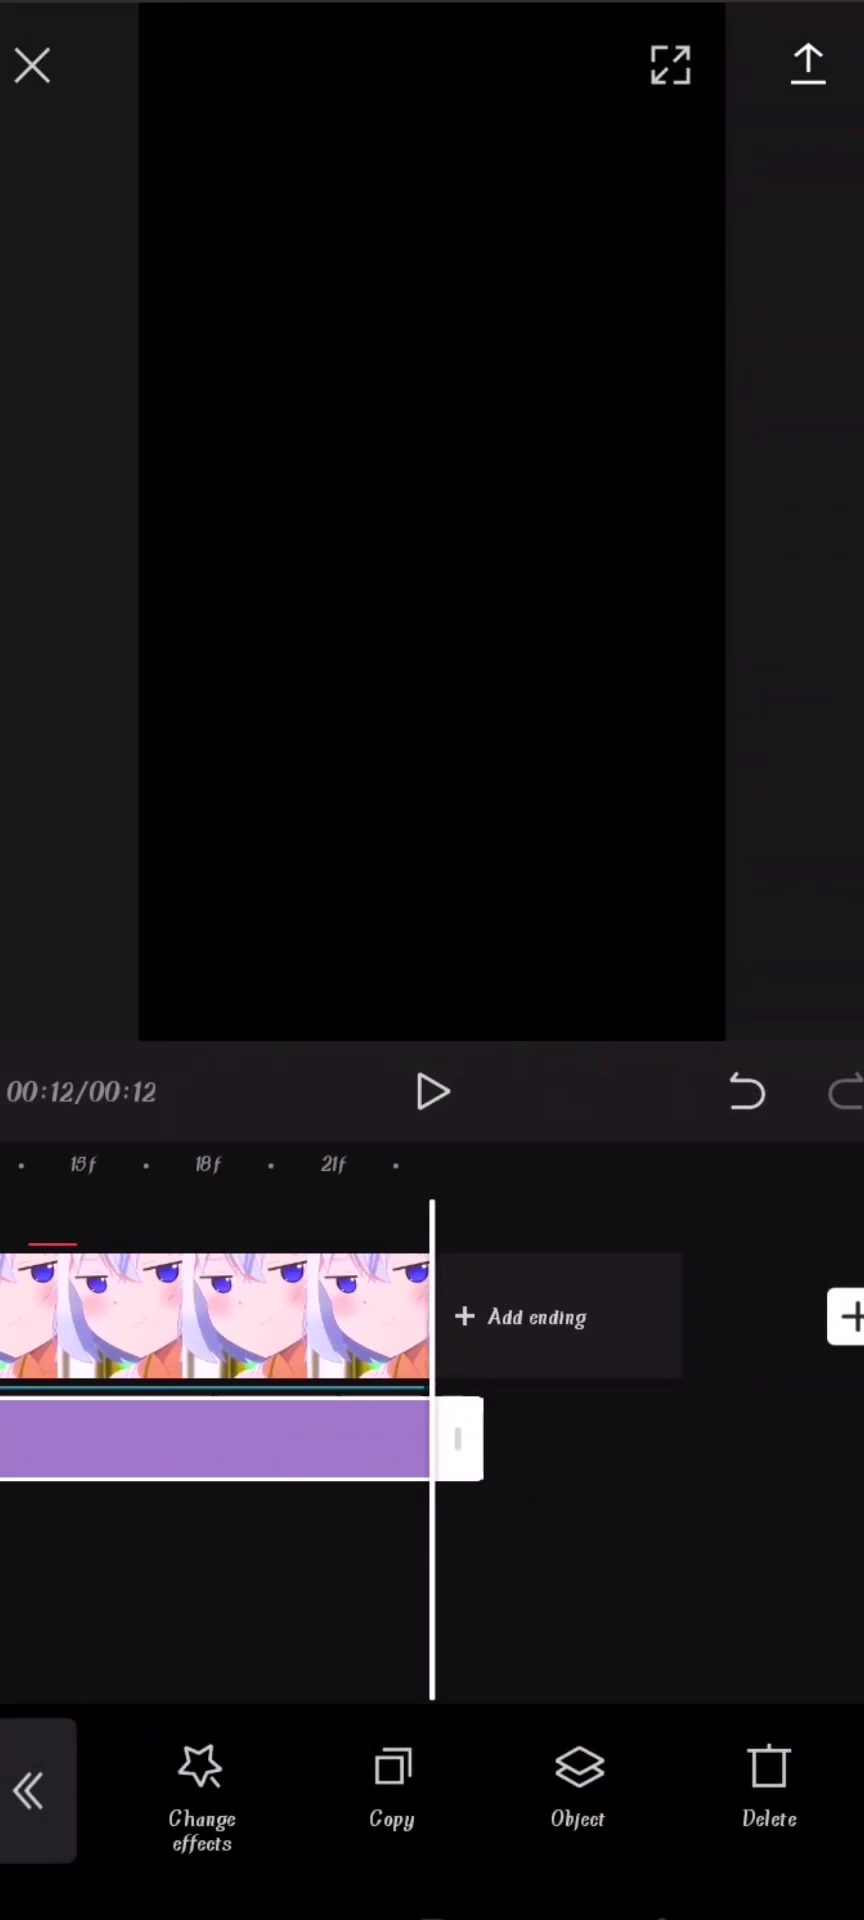 00:12/00:12
15f
18f
21f
Add ending
Change
effects
Copy
Object
Delete